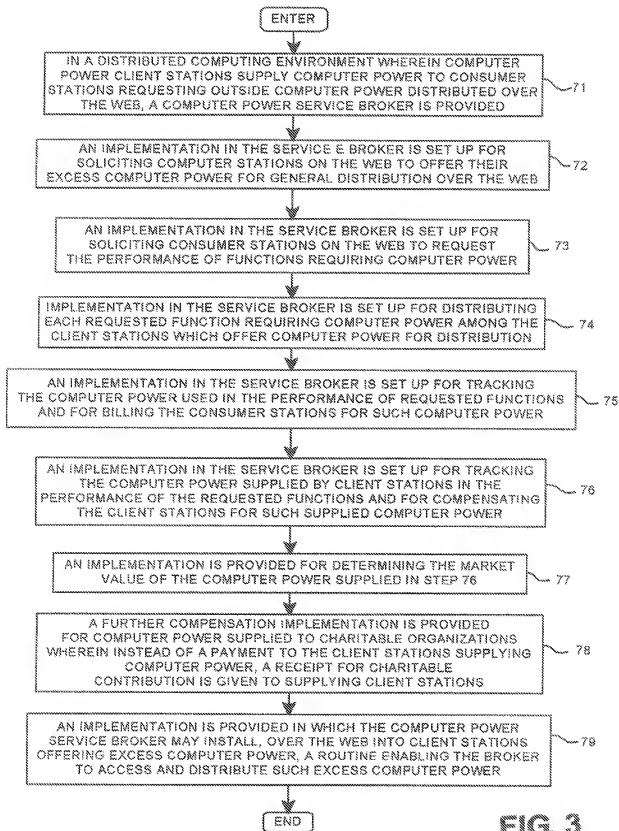 ENTER
IN A DISTRIBUTED COMPUTING ENVIRONMENT WHEREIN COMPUTER
POWER CLIENT STATIONS SUPPLY COMPUTER POWER TO CONSUMER
STATIONS REQUESTING OUTSIDE COMPUTER POWER DISTRIBUTED OVER
THE WEB, A COMPUTER POWER SERVICE BROKER IS PROVIDED
71
AN IMPLEMENTATION IN THE SERVICE E BROKER IS SET UP FOR
SOLICITING COMPUTER STATIONS ON THE WEB TO OFFER THEIR
EXCESS COMPUTER POWER FOR GENERAL DISTRIBUTION OVER THE WEB
72
AN IMPLEMENTATION IN THE SERVICE BROKER IS SET UP FOR
SOLICITING CONSUMER STATIONS ON THE WEB TO REQUEST
THE PERFORMANCE OF FUNCTIONS REQUIRING COMPUTER POWER
73
IMPLEMENTATION IN THE SERVICE BROKER IS SET UP FOR DISTRIBUTING
EACH REQUESTED FUNCTION REQUIRING COMPUTER POWER AMONG THE
CLIENT STATIONS WHICH OFFER COMPUTER POWER FOR DISTRIBUTION
74
AN IMPLEMENTATION IN THE SERVICE BROKER IS SET UP FOR TRACKING
THE COMPUTER POWER USED IN THE PERFORMANCE OF REQUESTED FUNCTIONS
AND FOR BILLING THE CONSUMER STATIONS FOR SUCH COMPUTER POWER
75
AN IMPLEMENTATION IN THE SERVICE BROKER IS SET UP FOR TRACKING
THE COMPUTER POWER SUPPLIED BY CLIENT STATIONS IN THE
PERFORMANCE OF THE REQUESTED FUNCTIONS AND FOR COMPENSATING
THE CLIENT STATIONS FOR SUCH SUPPLIED COMPUTER POWER
76
AN IMPLEMENTATION IS PROVIDED FOR DETERMINING THE MARKET
VALUE OF THE COMPUTER POWER SUPPLIED IN STEP 76
77
A FURTHER COMPENSATION IMPLEMENTATION IS PROVIDED
FOR COMPUTER POWER SUPPLIED TO CHARITABLE ORGANIZATIONS
WHEREIN INSTEAD OF A PAYMENT TO THE CLIENT STATIONS SUPPLYING
COMPUTER POWER, A RECEIPT FOR CHARITABLE
CONTRIBUTION IS GIVEN TO SUPPLYING CLIENT STATIONS
78
AN IMPLEMENTATION IS PROVIDED IN WHICH THE COMPUTER POWER
SERVICE BROKER MAY INSTALL, OVER THE WEB INTO CLIENT STATIONS
OFFERING EXCESS COMPUTER POWER, A ROUTINE ENABLING THE BROKER
TO ACCESS AND DISTRIBUTE SUCH EXCESS COMPUTER POWER
79
END
FIG. 3